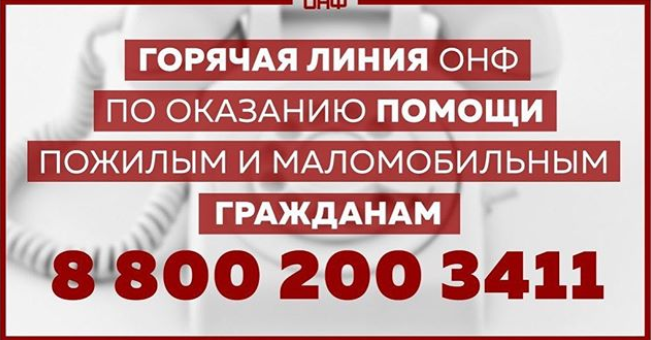 ОНФ
ГОРЯЧАЯ ЛИНИЯ ОНФ
ПО ОКАЗАНИЮ ПОМОЩИ
ПОЖИЛЫМ И МАЛОМОБИЛЬНЫМ
ГРАЖДАНАМ
8 800 200 3411